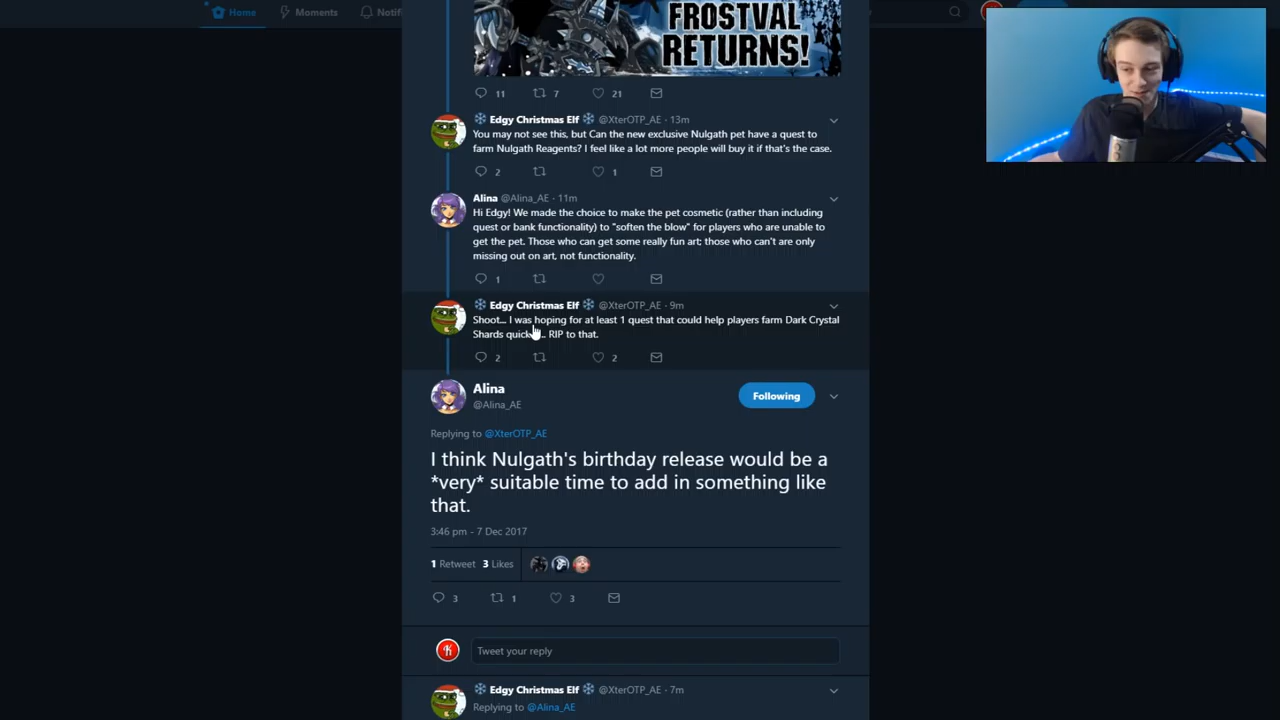 Home Moments
FROSTVAL
RETURNS!
11 7 21
Edgy Christmas Elf @XterOTP_AE · 13m
You may not see this, but Can the new exclusive Nulgath pet have a quest to
farm Nulgath Reagents? I feel like a lot more people will buy it if that's the case.
2 1
Alina @Alina_AE · 11m
Hi Edgy! We made the choice to make the pet cosmetic (rather than including
quest or bank functionality) to "soften the blow" for players who are unable to
get the pet. Those who can get some really fun art; those who can't are only
missing out on art, not functionality.
1
Edgy Christmas Elf @XterOTP_AE · 9m
Shoot... I was hoping for at least 1 quest that could help players farm Dark Crystal
Shards RIP to that.
2 2
Alina
Following
@Alina_AE
Replying to @XterOTP_AE
I think Nulgath's birthday release would be a
*very* suitable time to add in something like
that.
3:46 pm - 7 Dec 2017
1 Retweet 3 Likes
3 1 3
K Tweet your reply
Edgy Christmas Elf @XterOTP_AE · 7m
Replying to @Alina_AE